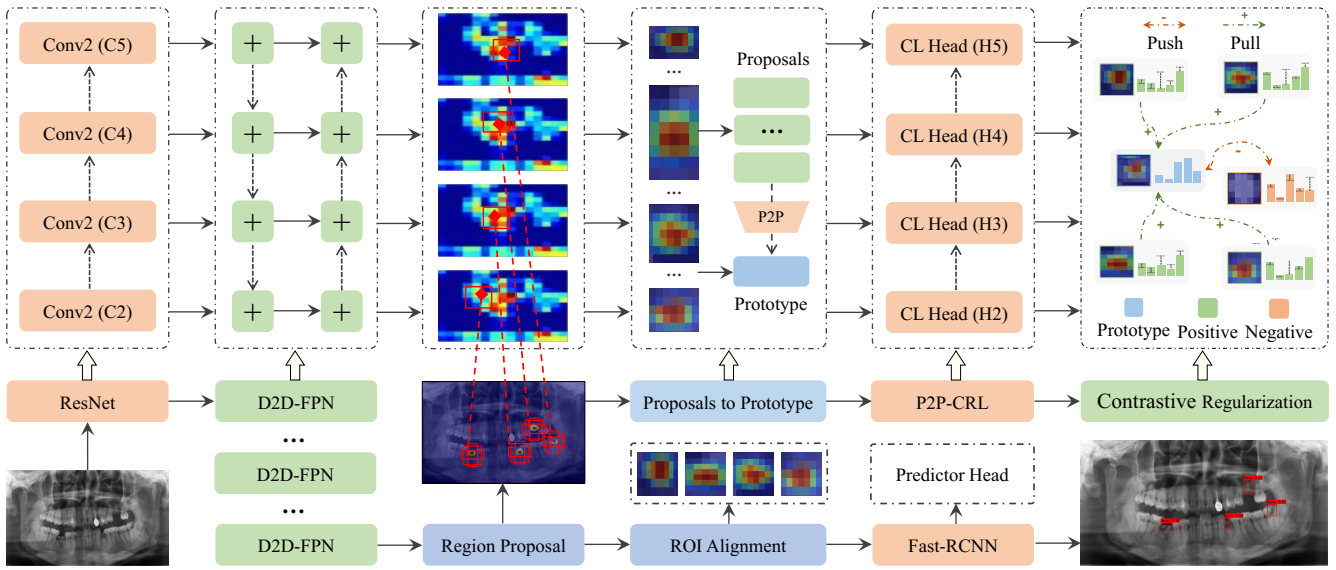 Conv2 (C5)
Conv2 (C4)
Conv2 (C3)
Conv2 (C2)
ResNet
+ +
+ +
+ +
+ +
D2D-FPN
...
D2D-FPN
...
D2D-FPN
Region Proposal
...
...
...
Proposals
...
P2P
Prototype
Proposals to Prototype
ROI Alignment
CL Head (H5)
CL Head (H4)
CL Head (H3)
CL Head (H2)
P2P-CRL
Predictor Head
Fast-RCNN
- +
Push Pull
+ +
-
+ +
Prototype Positive Negative
Contrastive Regularization